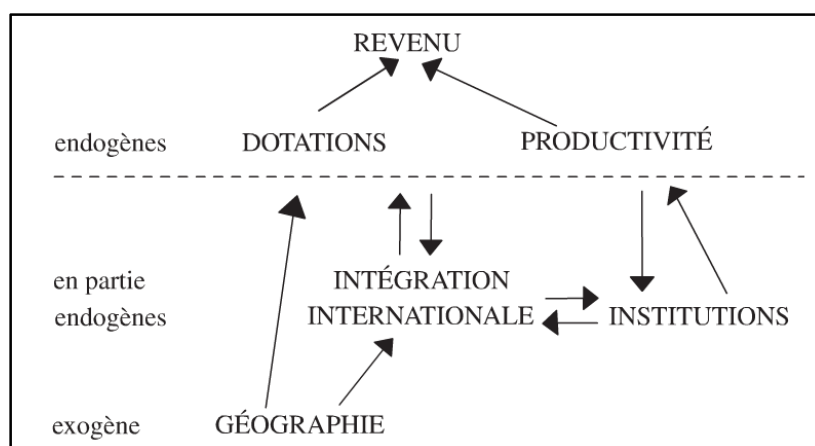 REVENU
endogènes DOTATIONS PRODUCTIVITÉ
en partie INTÉGRATION
endogènes INTERNATIONALE INSTITUTIONS
exogène GÉOGRAPHIE